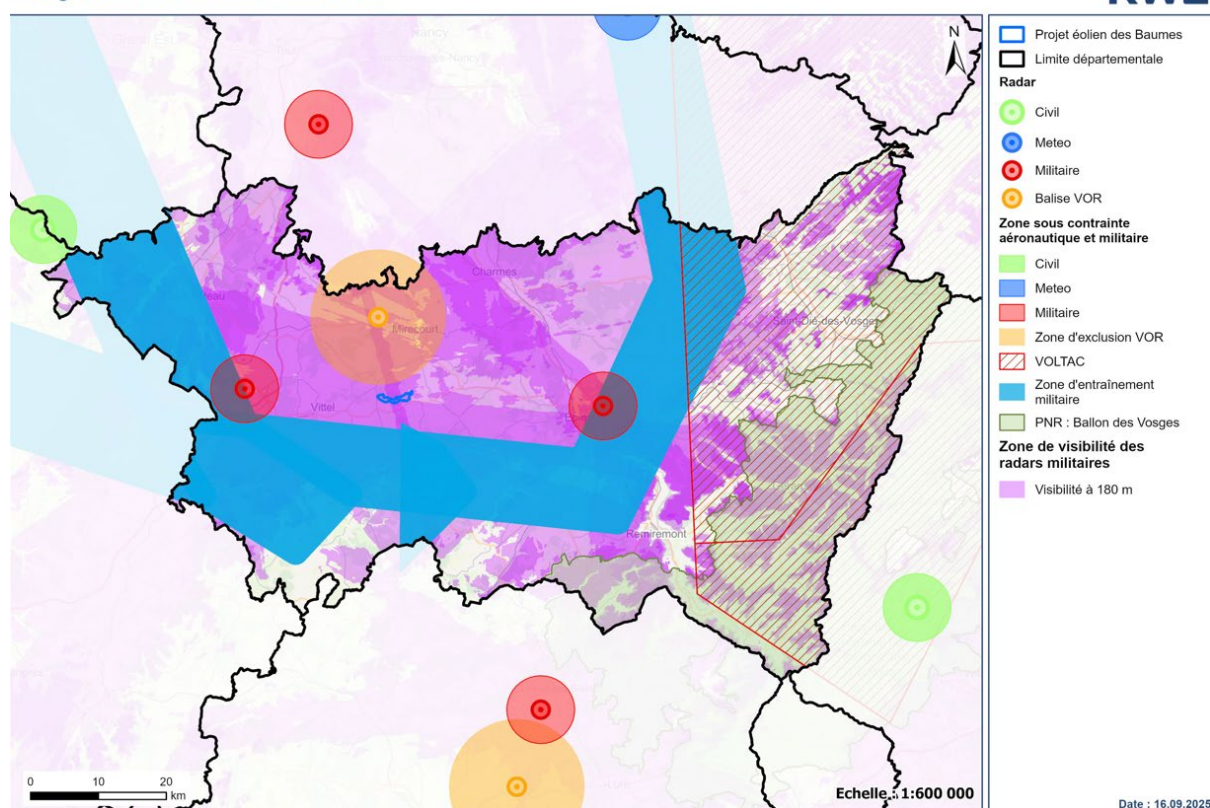 Nancy
Charmes
Mirecourt
Saint-Dié-des-Vosges
Vittel
Remiremont
N
0 10 20
km
Echelle : 1:600 000
Projet éolien des Baumes
Limite départementale
Radar
Civil
Meteo
Militaire
Balise VOR
Zone sous contrainte
aéronautique et militaire
Civil
Meteo
Militaire
Zone d'exclusion VOR
VOLTAC
Zone d'entraînement
militaire
PNR : Ballon des Vosges
Zone de visibilité des
radars militaires
Visibilité à 180 m
Date : 16.09.2025